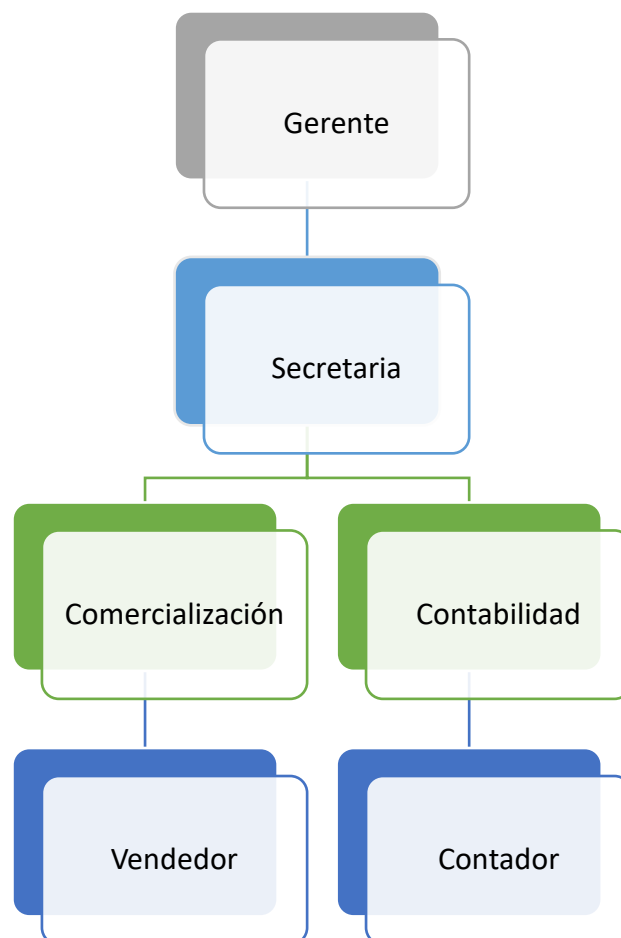 Gerente
Secretaria
Comercialización
Contabilidad
Vendedor
Contador